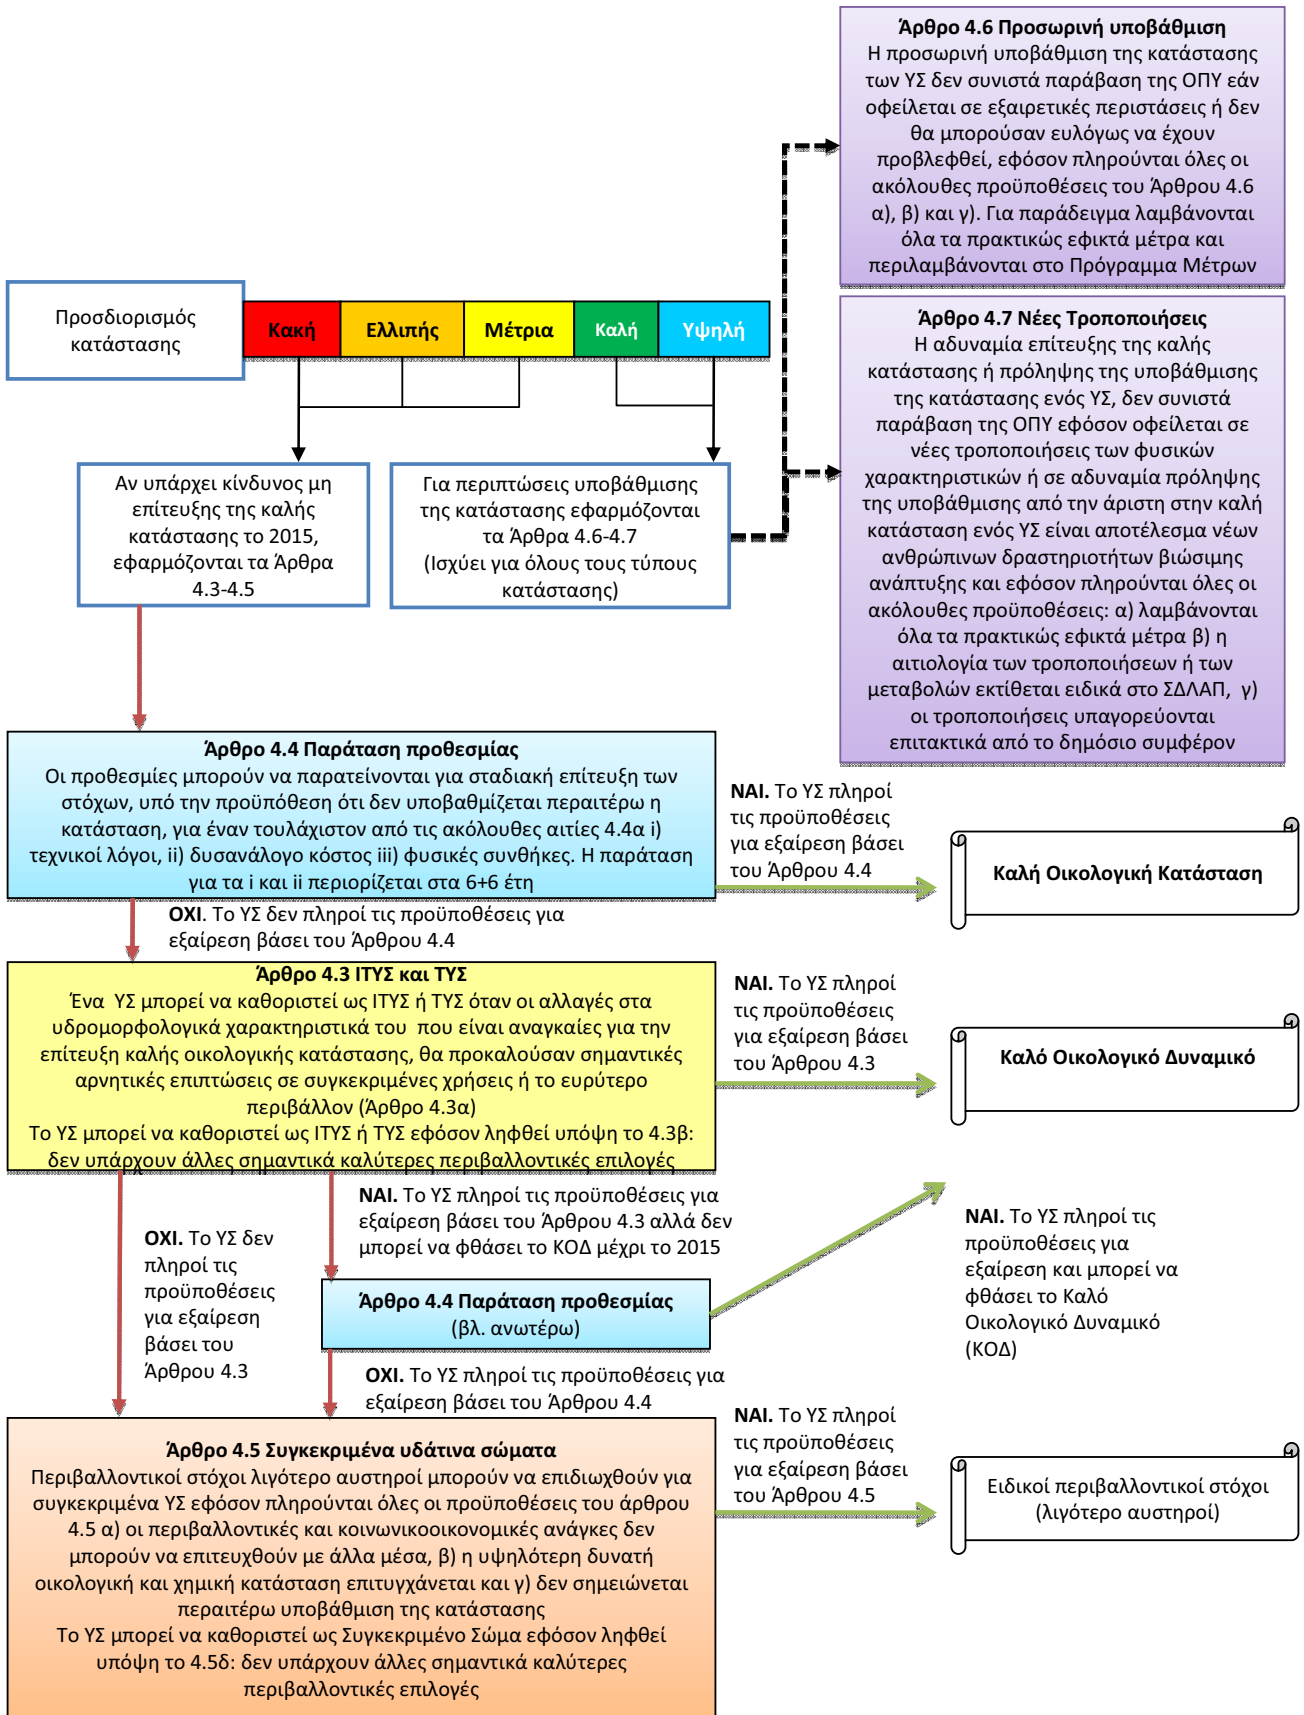 Άρθρο 4.6 Προσωρινή υποβάθμιση
Η προσωρινή υποβάθμιση της κατάστασης
των ΥΣ δεν συνιστά παράβαση της ΟΠΥ εάν
οφείλεται σε εξαιρετικές περιστάσεις ή δεν
θα μπορούσαν ευλόγως να έχουν
προβλεφθεί, εφόσον πληρούνται όλες οι
ακόλουθες προϋποθέσεις του Άρθρου 4.6
α), β) και γ). Για παράδειγμα λαμβάνονται
όλα τα πρακτικώς εφικτά μέτρα και
περιλαμβάνονται στο Πρόγραμμα Μέτρων
Προσδιορισμός
κατάστασης
Κακή
Ελλιπής
Μέτρια
Καλή
Υψηλή
Άρθρο 4.7 Νέες Τροποποιήσεις
Η αδυναμία επίτευξης της καλής
κατάστασης ή πρόληψης της υποβάθμισης
της κατάστασης ενός ΥΣ, δεν συνιστά
παράβαση της ΟΠΥ εφόσον οφείλεται σε
νέες τροποποιήσεις των φυσικών
χαρακτηριστικών ή σε αδυναμία πρόληψης
της υποβάθμισης από την άριστη στην καλή
κατάσταση ενός ΥΣ είναι αποτέλεσμα νέων
ανθρώπινων δραστηριοτήτων βιώσιμης
ανάπτυξης και εφόσον πληρούνται όλες οι
ακόλουθες προϋποθέσεις: α) λαμβάνονται
όλα τα πρακτικώς εφικτά μέτρα β) η
αιτιολογία των τροποποιήσεων ή των
μεταβολών εκτίθεται ειδικά στο ΣΔΛΑΠ, γ)
οι τροποποιήσεις υπαγορεύονται
επιτακτικά από το δημόσιο συμφέρον
Αν υπάρχει κίνδυνος μη
επίτευξης της καλής
κατάστασης το 2015,
εφαρμόζονται τα Άρθρα
4.3-4.5
Για περιπτώσεις υποβάθμισης
της κατάστασης εφαρμόζονται
τα Άρθρα 4.6-4.7
(Ισχύει για όλους τους τύπους
κατάστασης)
Άρθρο 4.4 Παράταση προθεσμίας
Οι προθεσμίες μπορούν να παρατείνονται για σταδιακή επίτευξη των
στόχων, υπό την προϋπόθεση ότι δεν υποβαθμίζεται περαιτέρω η
κατάσταση, για έναν τουλάχιστον από τις ακόλουθες αιτίες 4.4α i)
τεχνικοί λόγοι, ii) δυσανάλογο κόστος iii) φυσικές συνθήκες. Η παράταση
για τα i και ii περιορίζεται στα 6+6 έτη
ΝΑΙ. Το ΥΣ πληροί
τις προϋποθέσεις
για εξαίρεση βάσει
του Άρθρου 4.4
Καλή Οικολογική Κατάσταση
ΟΧΙ. Το ΥΣ δεν πληροί τις προϋποθέσεις για
εξαίρεση βάσει του Άρθρου 4.4
Άρθρο 4.3 ΙΤΥΣ και ΤΥΣ
Ένα ΥΣ μπορεί να καθοριστεί ως ΙΤΥΣ ή ΤΥΣ όταν οι αλλαγές στα
υδρομορφολογικά χαρακτηριστικά του που είναι αναγκαίες για την
επίτευξη καλής οικολογικής κατάστασης, θα προκαλούσαν σημαντικές
αρνητικές επιπτώσεις σε συγκεκριμένες χρήσεις ή το ευρύτερο
περιβάλλον (Άρθρο 4.3α)
Το ΥΣ μπορεί να καθοριστεί ως ΙΤΥΣ ή ΤΥΣ εφόσον ληφθεί υπόψη το 4.3β:
δεν υπάρχουν άλλες σημαντικά καλύτερες περιβαλλοντικές επιλογές
ΝΑΙ. Το ΥΣ πληροί
τις προϋποθέσεις
για εξαίρεση βάσει
του Άρθρου 4.3
Καλό Οικολογικό Δυναμικό
ΟΧΙ. Το ΥΣ δεν
πληροί τις
προϋποθέσεις
για εξαίρεση
βάσει του
Άρθρου 4.3
ΝΑΙ. Το ΥΣ πληροί τις προϋποθέσεις για
εξαίρεση βάσει του Άρθρου 4.3 αλλά δεν
μπορεί να φθάσει το ΚΟΔ μέχρι το 2015
Άρθρο 4.4 Παράταση προθεσμίας
(βλ. ανωτέρω)
ΝΑΙ. Το ΥΣ πληροί τις
προϋποθέσεις για
εξαίρεση και μπορεί να
φθάσει το Καλό
Οικολογικό Δυναμικό
(ΚΟΔ)
ΟΧΙ. Το ΥΣ πληροί τις προϋποθέσεις για
εξαίρεση βάσει του Άρθρου 4.4
Άρθρο 4.5 Συγκεκριμένα υδάτινα σώματα
Περιβαλλοντικοί στόχοι λιγότερο αυστηροί μπορούν να επιδιωχθούν για
συγκεκριμένα ΥΣ εφόσον πληρούνται όλες οι προϋποθέσεις του άρθρου
4.5 α) οι περιβαλλοντικές και κοινωνικοοικονομικές ανάγκες δεν
μπορούν να επιτευχθούν με άλλα μέσα, β) η υψηλότερη δυνατή
οικολογική και χημική κατάσταση επιτυγχάνεται και γ) δεν σημειώνεται
περαιτέρω υποβάθμιση της κατάστασης
Το ΥΣ μπορεί να καθοριστεί ως Συγκεκριμένο Σώμα εφόσον ληφθεί
υπόψη το 4.5δ: δεν υπάρχουν άλλες σημαντικά καλύτερες
περιβαλλοντικές επιλογές
ΝΑΙ. Το ΥΣ πληροί
τις προϋποθέσεις
για εξαίρεση βάσει
του Άρθρου 4.5
Ειδικοί περιβαλλοντικοί στόχοι
(λιγότερο αυστηροί)